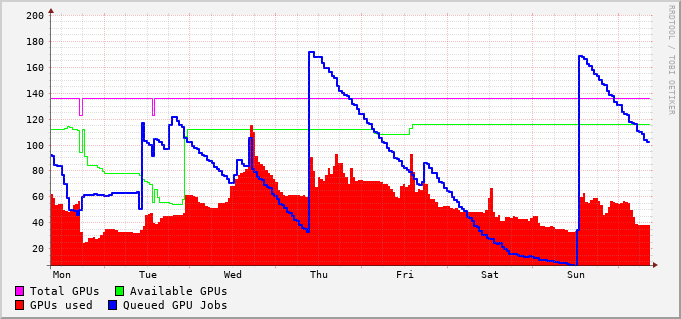 200
180
160
140
120
100
80
60
40
20
Mon Tue Wed Thu Fri Sat Sun
Total GPUs Available GPUs
GPUs used Queued GPU Jobs
RRDTOOL / TOBI OETIKER